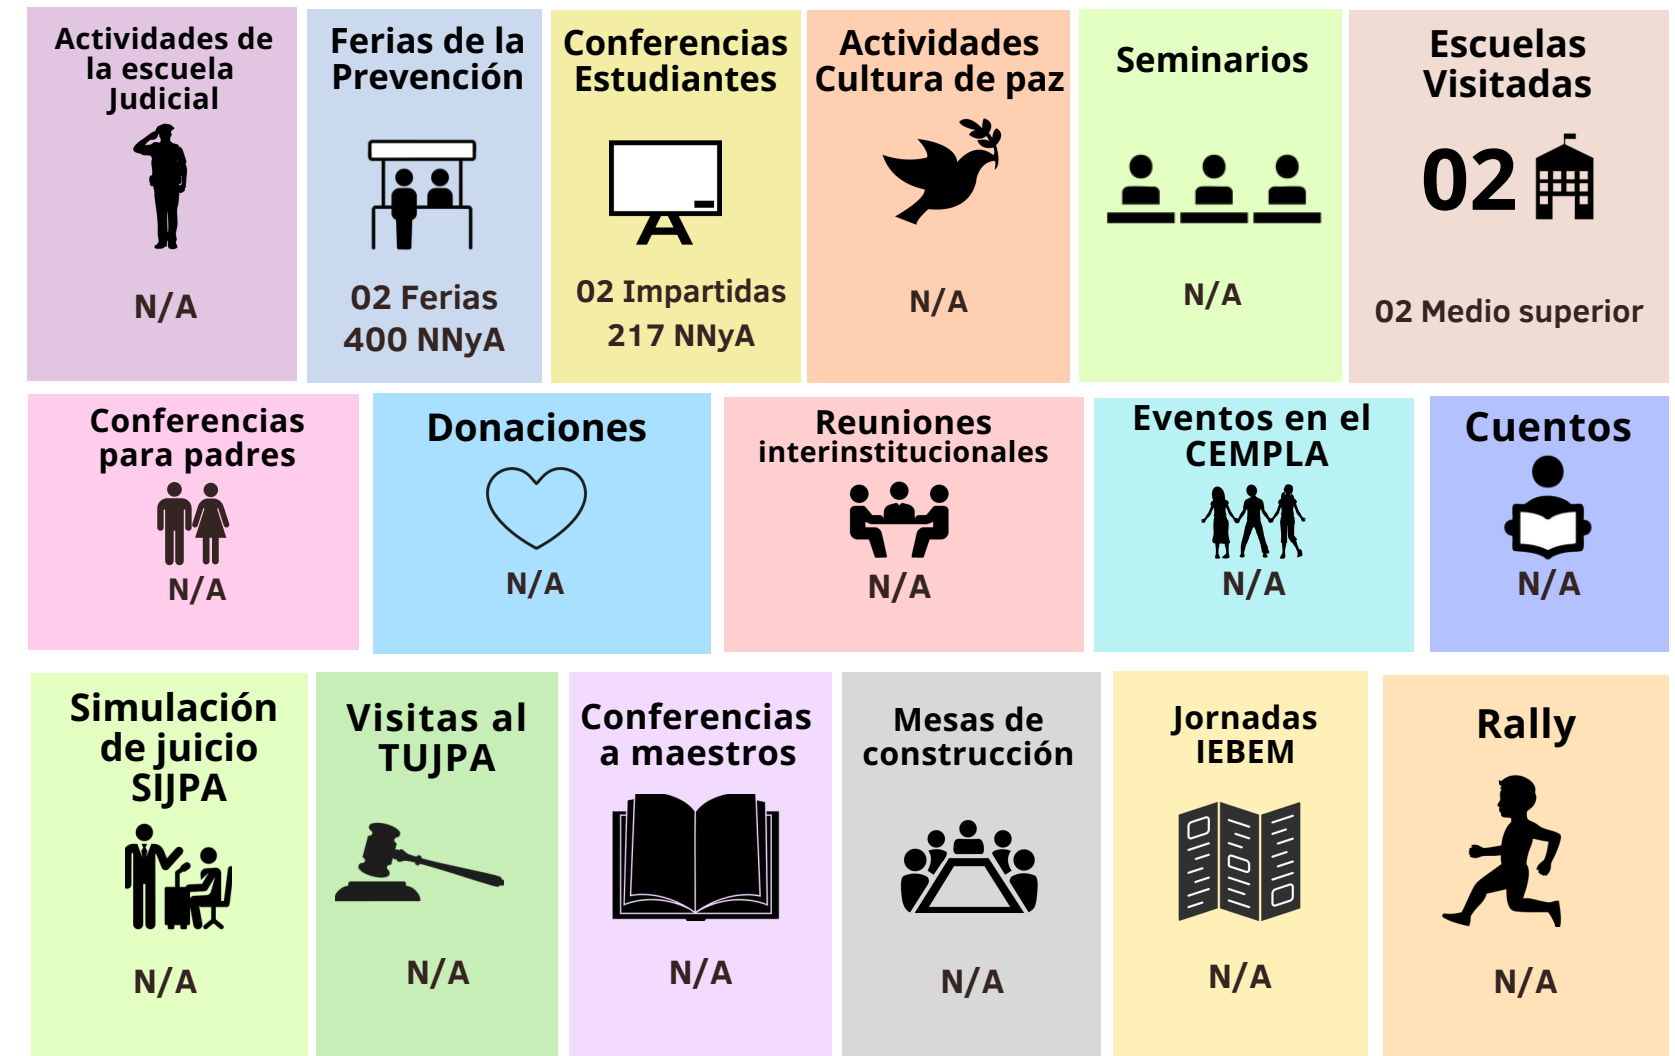 Actividades de
la escuela
Judicial
N/A
Ferias de la
Prevención
02 Ferias
400 NNyA
Conferencias
Estudiantes
02 Impartidas
217 NNyA
Actividades
Cultura de paz
N/A
Seminarios
N/A
Escuelas
Visitadas
02
02 Medio superior
Conferencias
para padres
N/A
Donaciones
N/A
Reuniones
interinstitucionales
N/A
Eventos en el
CEMPLA
N/A
Cuentos
N/A
Simulación
de juicio
SIJPA
N/A
Visitas al
TUJPA
N/A
Conferencias
a maestros
N/A
Mesas de
construcción
N/A
Jornadas
IEBEM
N/A
Rally
N/A